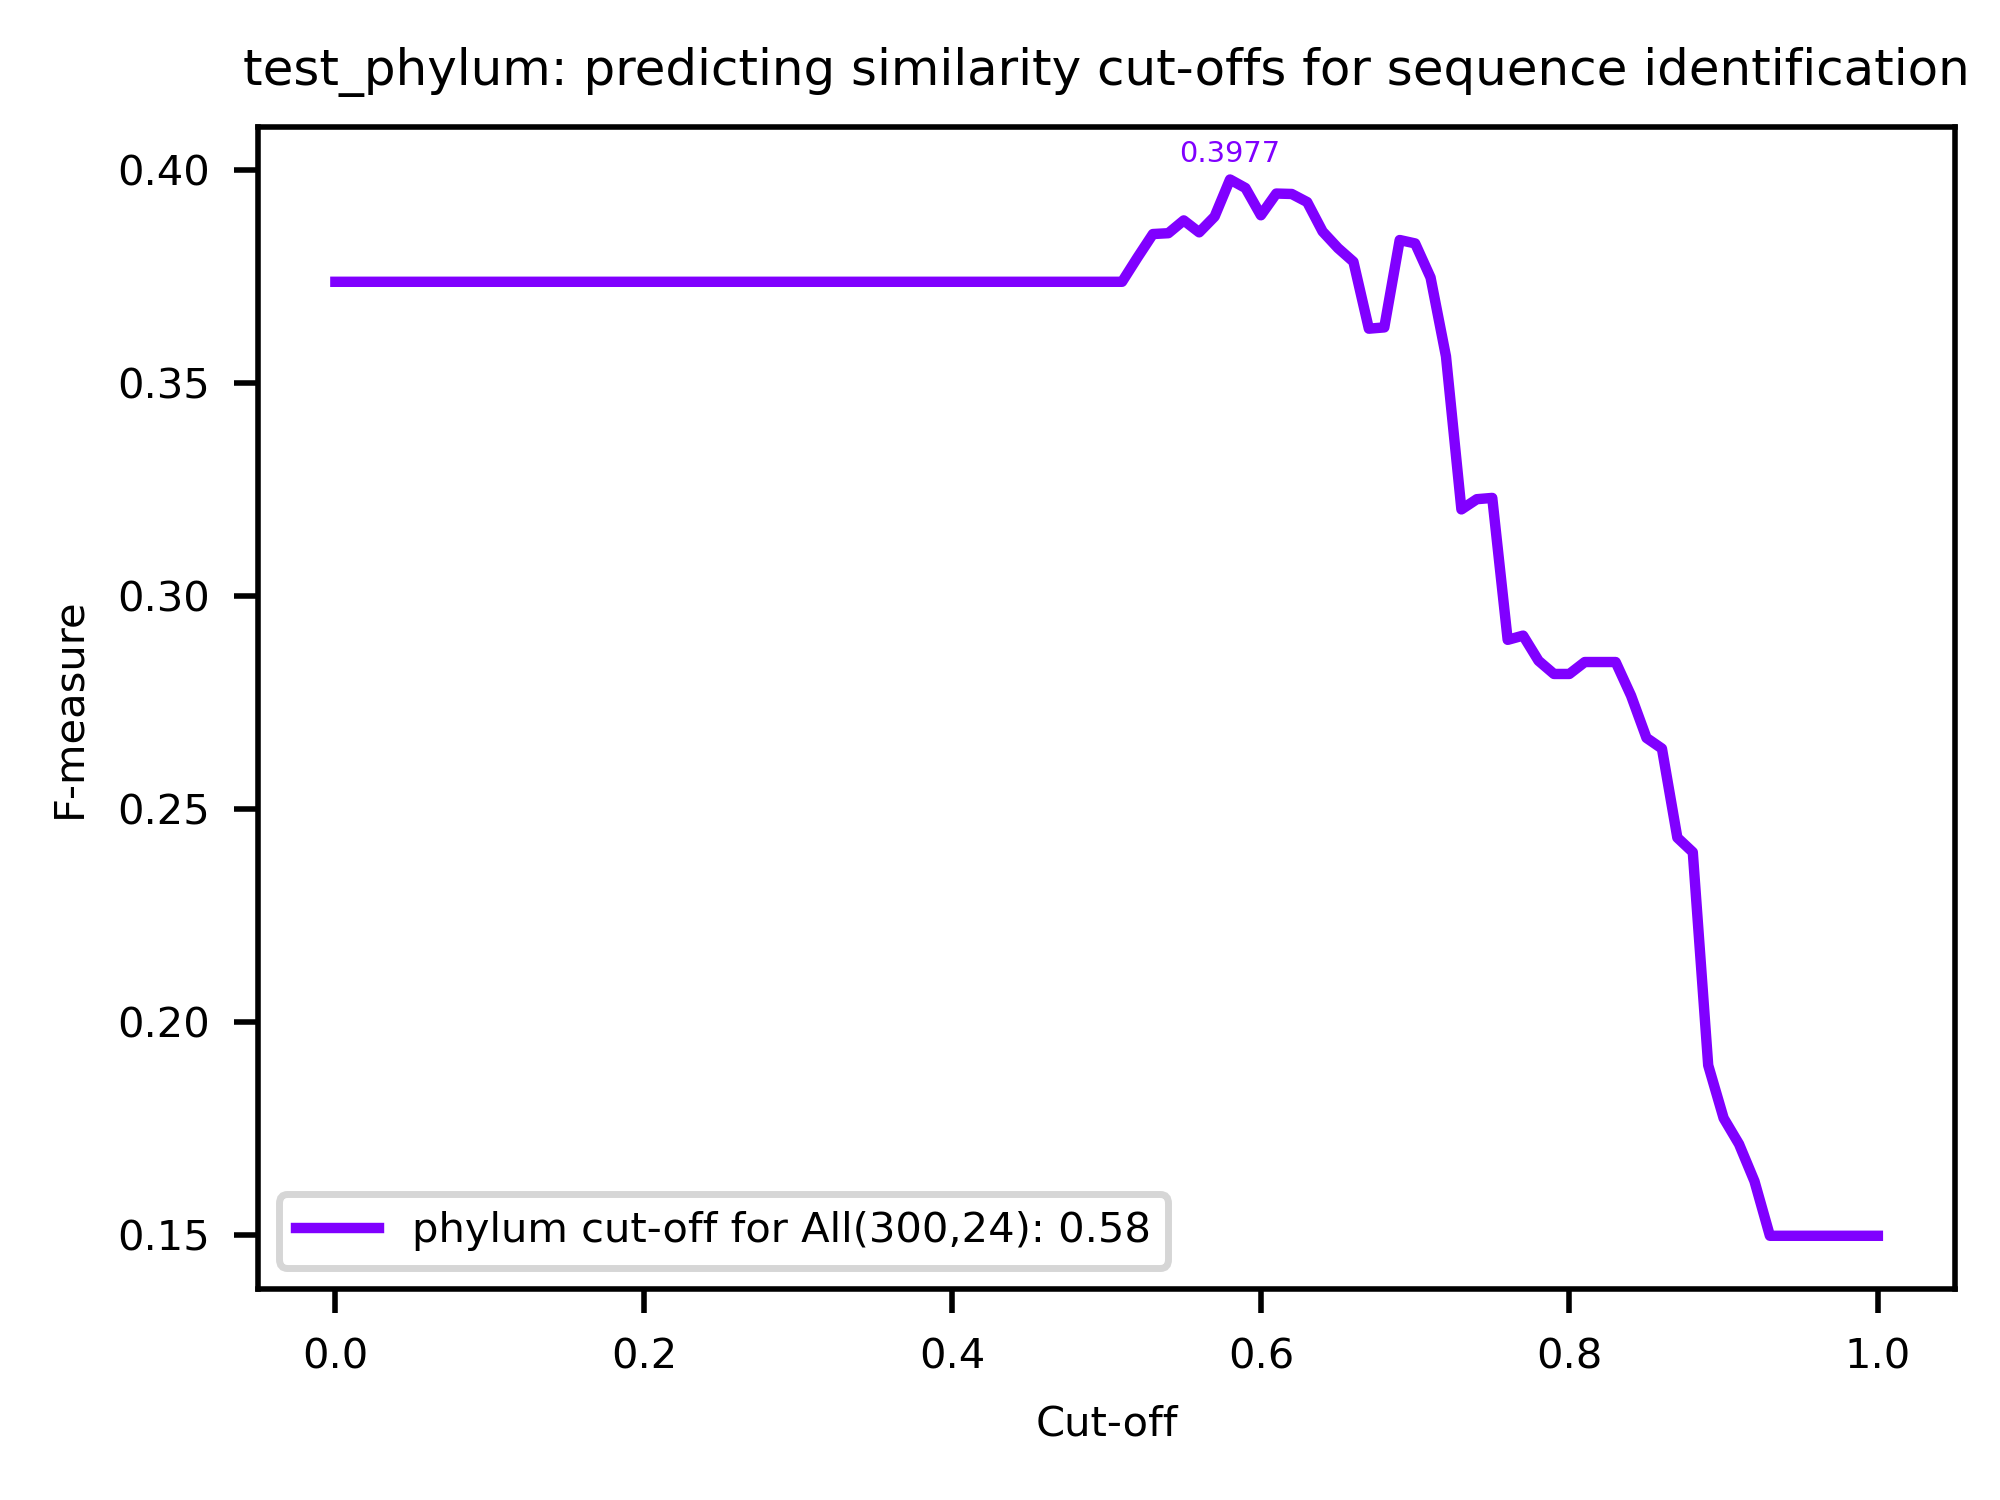 test_phylum: predicting similarity cut-offs for sequence identification
0.3977
0.40
0.35
0.30
0.25
0.20
0.15
F-measure
phylum cut-off for All(300,24): 0.58
0.0 0.2 0.4 0.6 0.8 1.0
Cut-off